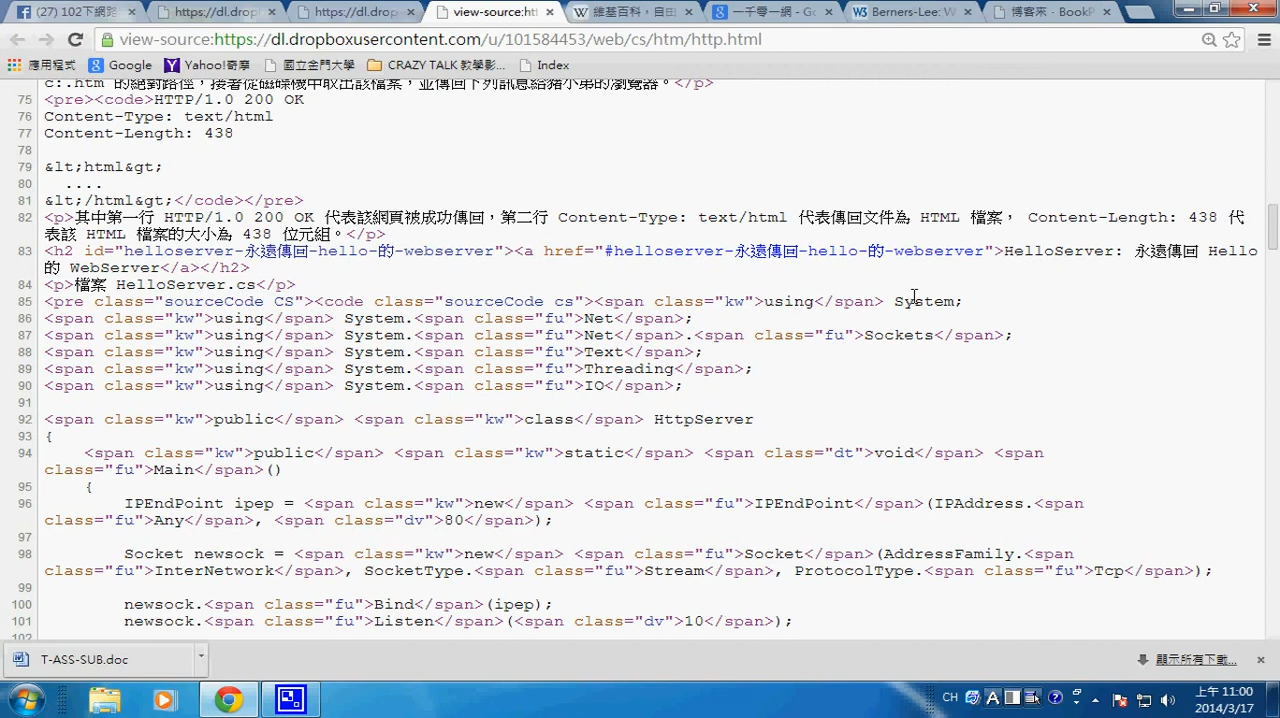 (27) 102下網路 https://dl.dropb https://dl.dropb view-source:htt 維基百科，自由 一千零一網 - Go Berners-Lee: W 博客來 - BookP
view-source:https://dl.dropboxusercontent.com/u/101584453/web/cs/htm/http.html
應用程式 Google Yahoo!奇摩 國立金門大學 CRAZY TALK 教學影... Index
c:.htm 的絕對路徑，接著從磁碟機中取出該檔案，並傳回下列訊息給豬小弟的瀏覽器。</p>
75 <pre><code>HTTP/1.0 200 OK
76 Content-Type: text/html
77 Content-Length: 438
78
79 &lt;html&gt;
80   ....
81 &lt;/html&gt;</code></pre>
82 <p>其中第一行 HTTP/1.0 200 OK 代表該網頁被成功傳回，第二行 Content-Type: text/html 代表傳回文件為 HTML 檔案， Content-Length: 438 代
表該 HTML 檔案的大小為 438 位元組。</p>
83 <h2 id="helloserver-永遠傳回-hello-的-webserver"><a href="#helloserver-永遠傳回-hello-的-webserver">HelloServer: 永遠傳回 Hello
的 WebServer</a></h2>
84 <p>檔案 HelloServer.cs</p>
85 <pre class="sourceCode CS"><code class="sourceCode cs"><span class="kw">using</span> System;
86 <span class="kw">using</span> System.<span class="fu">Net</span>;
87 <span class="kw">using</span> System.<span class="fu">Net</span>.<span class="fu">Sockets</span>;
88 <span class="kw">using</span> System.<span class="fu">Text</span>;
89 <span class="kw">using</span> System.<span class="fu">Threading</span>;
90 <span class="kw">using</span> System.<span class="fu">IO</span>;
91
92 <span class="kw">public</span> <span class="kw">class</span> HttpServer
93 {
94     <span class="kw">public</span> <span class="kw">static</span> <span class="dt">void</span> <span
class="fu">Main</span>()
95     {
96         IPEndPoint ipep = <span class="kw">new</span> <span class="fu">IPEndPoint</span>(IPAddress.<span
class="fu">Any</span>, <span class="dv">80</span>);
97
98         Socket newsock = <span class="kw">new</span> <span class="fu">Socket</span>(AddressFamily.<span
class="fu">InterNetwork</span>, SocketType.<span class="fu">Stream</span>, ProtocolType.<span class="fu">Tcp</span>);
99
100         newsock.<span class="fu">Bind</span>(ipep);
101         newsock.<span class="fu">Listen</span>(<span class="dv">10</span>);
102
T-ASS-SUB.doc 顯示所有下載...
CH A 上午 11:00
2014/3/17